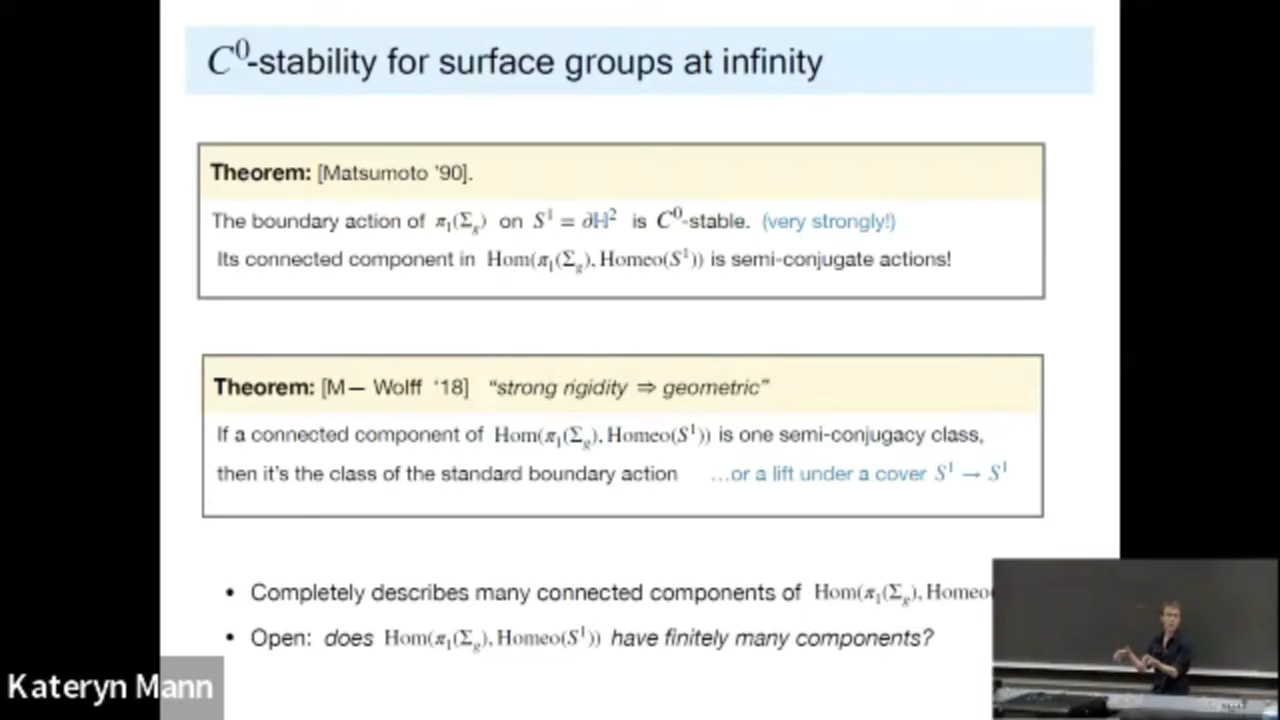 C⁰-stability for surface groups at infinity
Theorem: [Matsumoto '90].
The boundary action of π₁(Σ_g) on S¹ = ∂H² is C⁰-stable. (very strongly!)
Its connected component in Hom(π₁(Σ_g), Homeo(S¹)) is semi-conjugate actions!
Theorem: [M— Wolff '18] "strong rigidity ⇒ geometric"
If a connected component of Hom(π₁(Σ_g), Homeo(S¹)) is one semi-conjugacy class,
then it's the class of the standard boundary action ...or a lift under a cover S¹ → S¹
• Completely describes many connected components of Hom(π₁(Σ_g), Homeo(
• Open: does Hom(π₁(Σ_g), Homeo(S¹)) have finitely many components?
Kateryn Mann